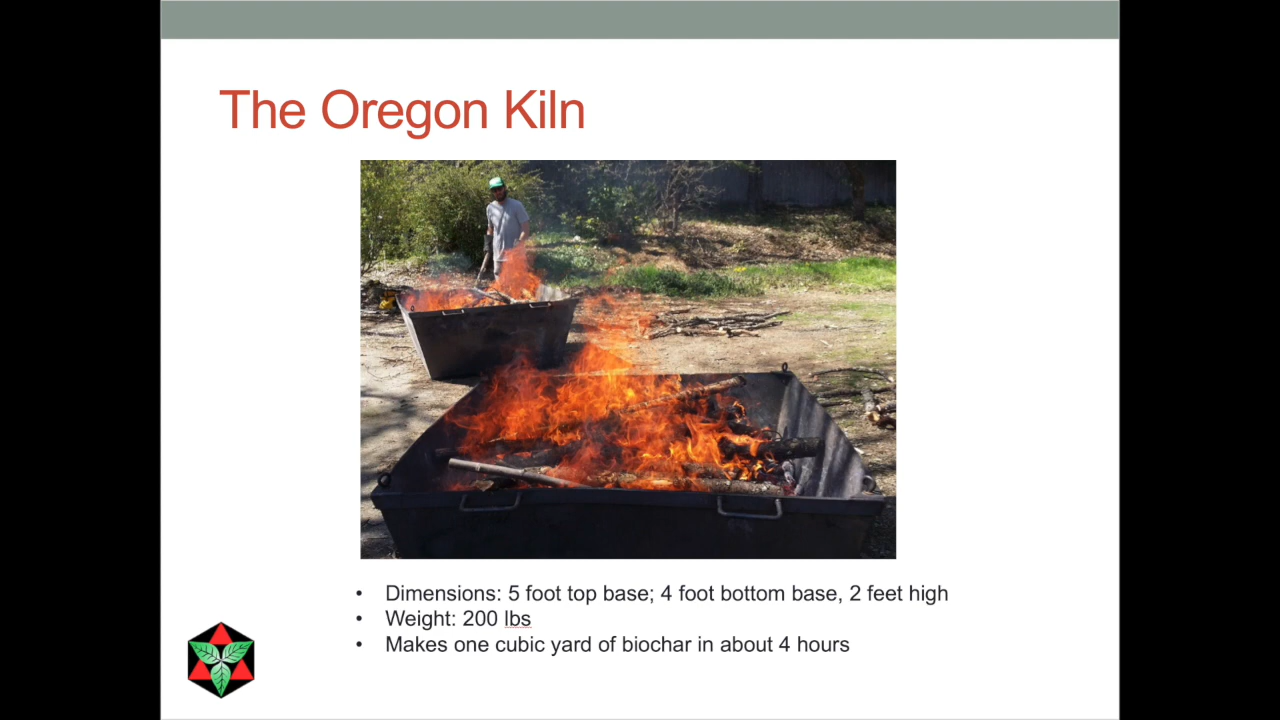 The Oregon Kiln
• Dimensions: 5 foot top base; 4 foot bottom base, 2 feet high
• Weight: 200 lbs
• Makes one cubic yard of biochar in about 4 hours